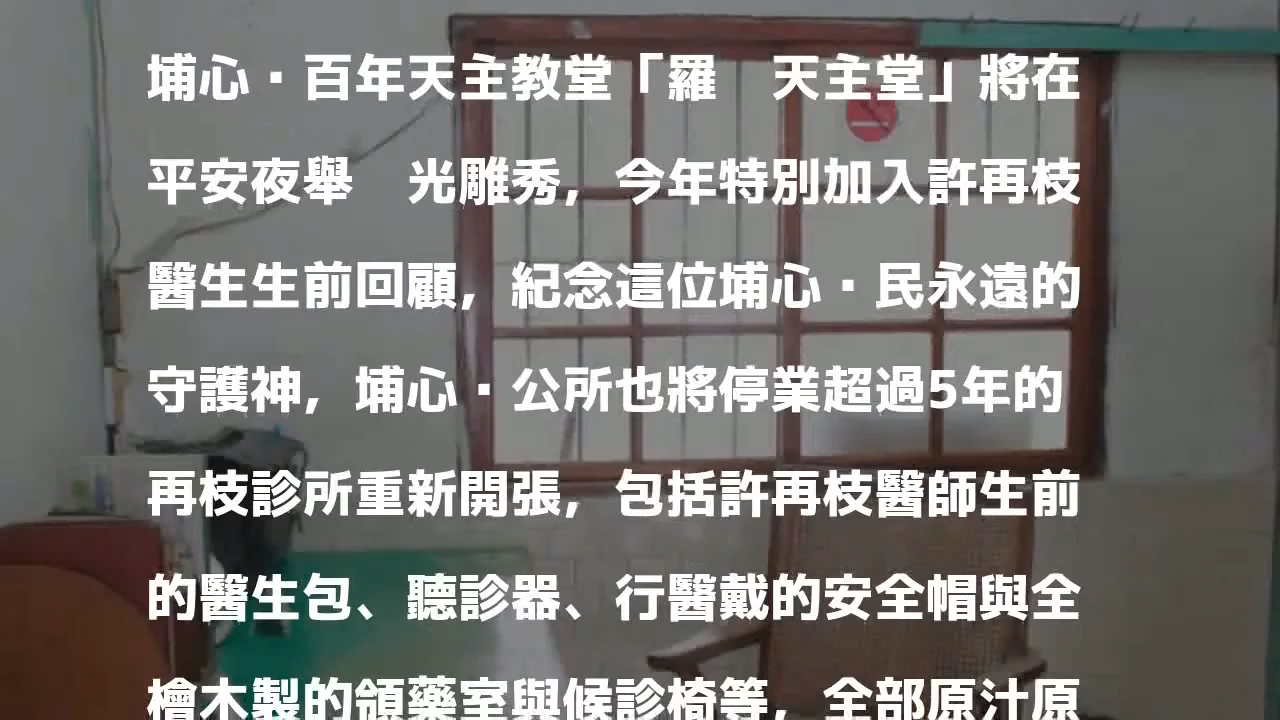 埔心·百年天主教堂「羅　天主堂」將在
平安夜舉　光雕秀，今年特別加入許再枝
醫生生前回顧，紀念這位埔心·民永遠的
守護神，埔心·公所也將停業超過5年的
再枝診所重新開張，包括許再枝醫師生前
的醫生包、聽診器、行醫戴的安全帽與全
檜木製的領藥室與候診椅等，全部原汁原